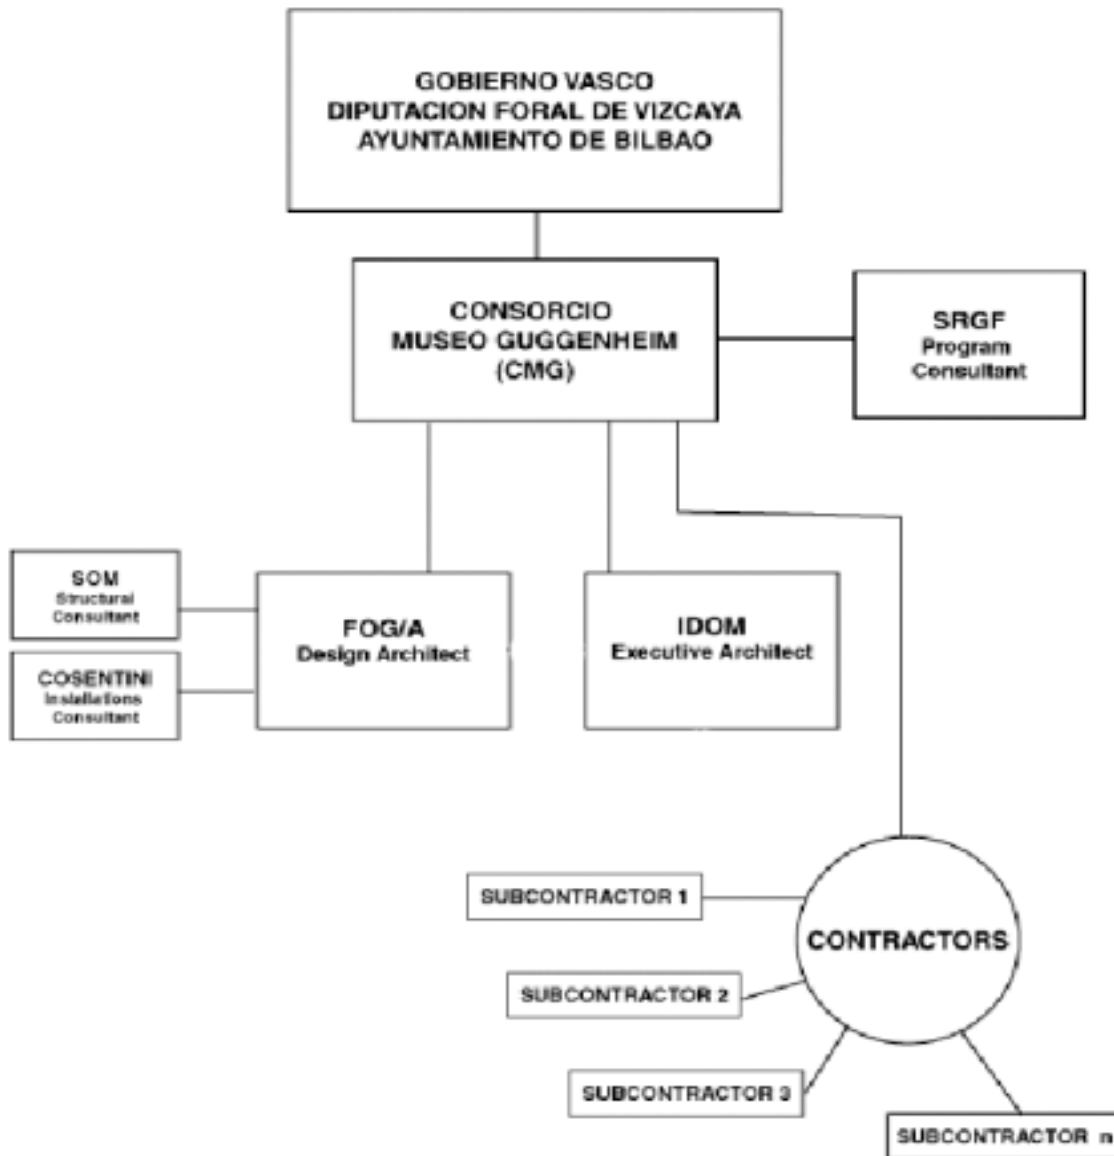 GOBIERNO VASCO
DIPUTACION FORAL DE VIZCAYA
AYUNTAMIENTO DE BILBAO
CONSORCIO
MUSEO GUGGENHEIM
(CMG)
SRGF
Program
Consultant
SOM
Structural
Consultant
COSENTINI
Installations
Consultant
FOG/A
Design Architect
IDOM
Executive Architect
CONTRACTORS
SUBCONTRACTOR 1
SUBCONTRACTOR 2
SUBCONTRACTOR 3
SUBCONTRACTOR n